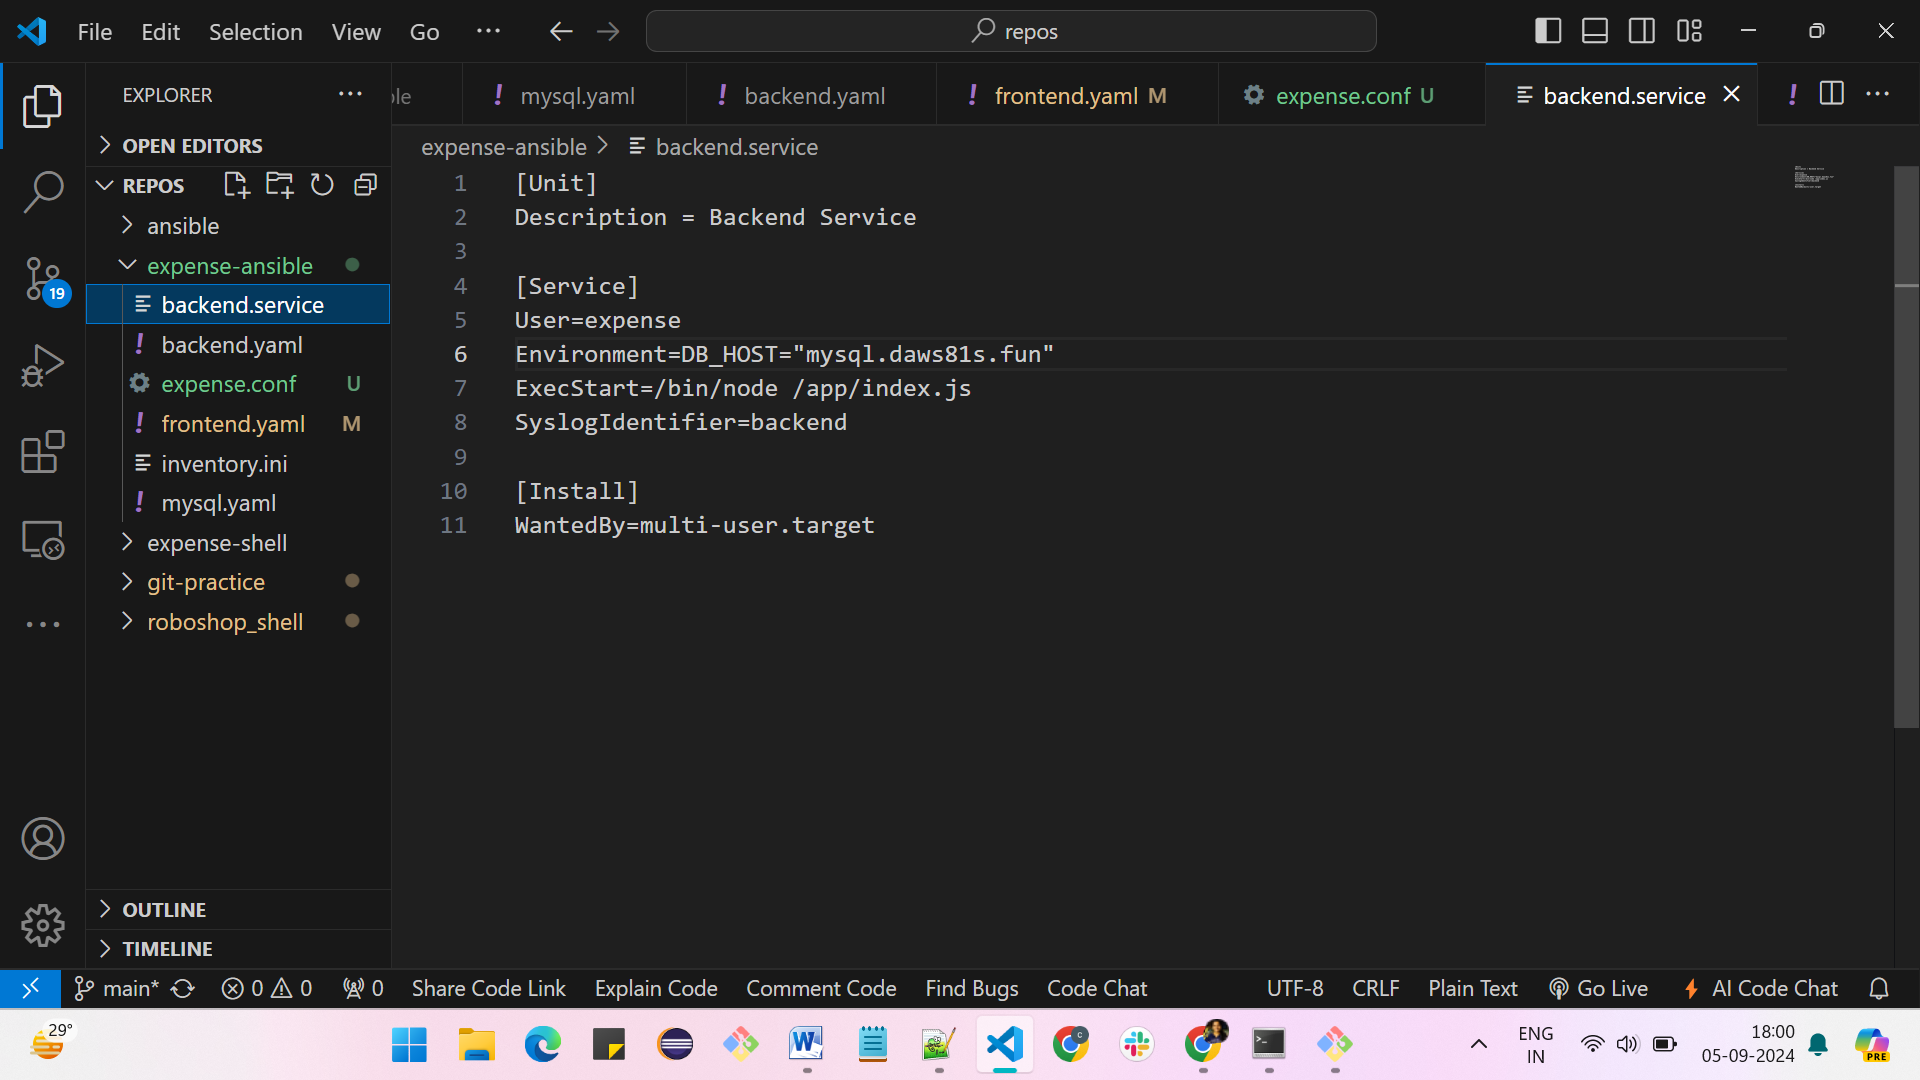 File Edit Selection View Go ... repos
EXPLORER ...
OPEN EDITORS
REPOS
ansible
expense-ansible
backend.service
backend.yaml
expense.conf U
frontend.yaml M
inventory.ini
mysql.yaml
expense-shell
git-practice
roboshop_shell
OUTLINE
TIMELINE
19
ble mysql.yaml backend.yaml frontend.yaml M expense.conf U backend.service
expense-ansible > backend.service
1 [Unit]
2 Description = Backend Service
3
4 [Service]
5 User=expense
6 Environment=DB_HOST="mysql.daws81s.fun"
7 ExecStart=/bin/node /app/index.js
8 SyslogIdentifier=backend
9
10 [Install]
11 WantedBy=multi-user.target
main* 0 0 0 Share Code Link Explain Code Comment Code Find Bugs Code Chat UTF-8 CRLF Plain Text Go Live AI Code Chat
29° ENG 18:00
IN 05-09-2024 PRE